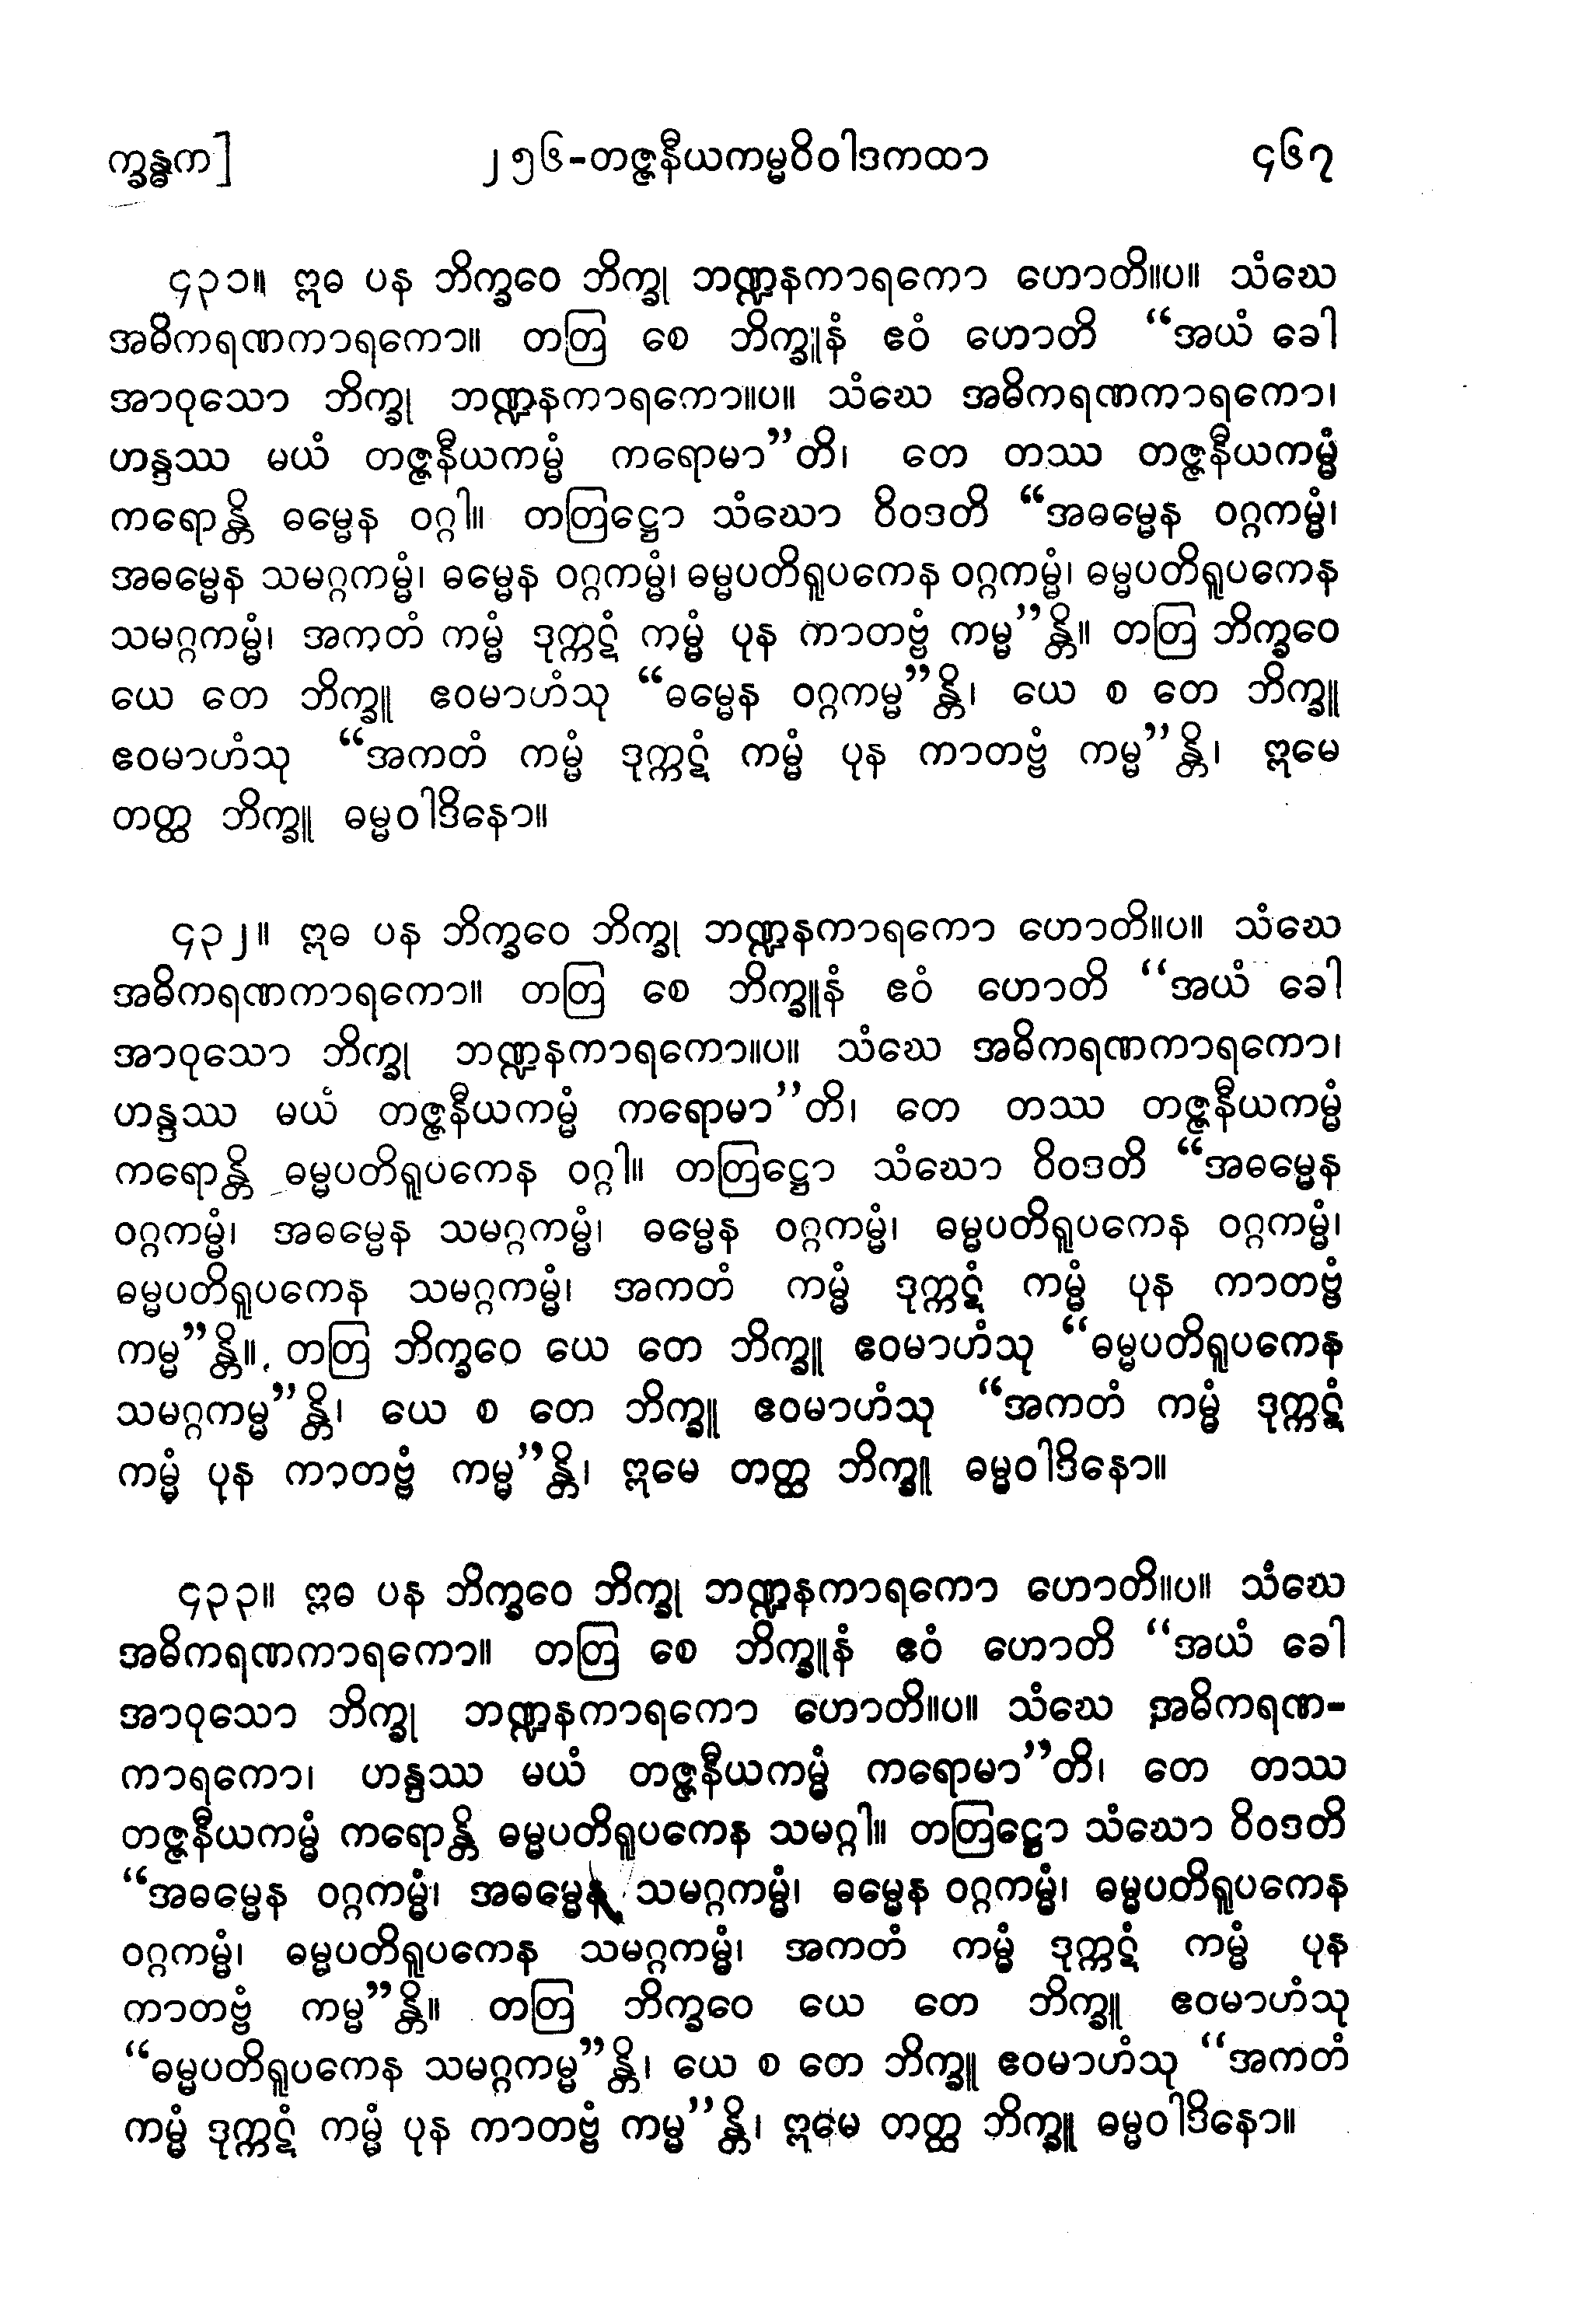 က္ခန္ဓက] ၂၅၆-တဇ္ဇနီယကမ္မဝိဝါဒကထာ ၄၆၇
၄၃၁။ ဣဓ ပန ဘိက္ခဝေ ဘိက္ခု ဘဏ္ဍနကာရကော ဟောတိ။ပ။ သံဃေ
အဓိကရဏကာရကော။ တတြ စေ ဘိက္ခူနံ ဧဝံ ဟောတိ “အယံ ခေါ
အာဝုသော ဘိက္ခု ဘဏ္ဍနကာရကော။ပ။ သံဃေ အဓိကရဏကာရကော၊
ဟန္ဒဿ မယံ တဇ္ဇနီယကမ္မံ ကရောမာ”တိ၊ တေ တဿ တဇ္ဇနီယကမ္မံ
ကရောန္တိ ဓမ္မေန ဝဂ္ဂါ။ တတြဋ္ဌော သံဃော ဝိဝဒတိ “အဓမ္မေန ဝဂ္ဂကမ္မံ၊
အဓမ္မေန သမဂ္ဂကမ္မံ၊ ဓမ္မေန ဝဂ္ဂကမ္မံ၊ ဓမ္မပတိရူပကေန ဝဂ္ဂကမ္မံ၊ ဓမ္မပတိရူပကေန
သမဂ္ဂကမ္မံ၊ အကတံ ကမ္မံ ဒုက္ကဋံ ကမ္မံ ပုန ကာတဗ္ဗံ ကမ္မ”န္တိ။ တတြ ဘိက္ခဝေ
ယေ တေ ဘိက္ခူ ဧဝမာဟံသု “ဓမ္မေန ဝဂ္ဂကမ္မ”န္တိ၊ ယေ စ တေ ဘိက္ခူ
ဧဝမာဟံသု “အကတံ ကမ္မံ ဒုက္ကဋံ ကမ္မံ ပုန ကာတဗ္ဗံ ကမ္မ”န္တိ၊ ဣမေ
တတ္ထ ဘိက္ခူ ဓမ္မဝါဒိနော။
၄၃၂။ ဣဓ ပန ဘိက္ခဝေ ဘိက္ခု ဘဏ္ဍနကာရကော ဟောတိ။ပ။ သံဃေ
အဓိကရဏကာရကော။ တတြ စေ ဘိက္ခူနံ ဧဝံ ဟောတိ “အယံ ခေါ
အာဝုသော ဘိက္ခု ဘဏ္ဍနကာရကော။ပ။ သံဃေ အဓိကရဏကာရကော၊
ဟန္ဒဿ မယံ တဇ္ဇနီယကမ္မံ ကရောမာ”တိ၊ တေ တဿ တဇ္ဇနီယကမ္မံ
ကရောန္တိ ဓမ္မပတိရူပကေန ဝဂ္ဂါ။ တတြဋ္ဌော သံဃော ဝိဝဒတိ “အဓမ္မေန
ဝဂ္ဂကမ္မံ၊ အဓမ္မေန သမဂ္ဂကမ္မံ၊ ဓမ္မေန ဝဂ္ဂကမ္မံ၊ ဓမ္မပတိရူပကေန ဝဂ္ဂကမ္မံ၊
ဓမ္မပတိရူပကေန သမဂ္ဂကမ္မံ၊ အကတံ ကမ္မံ ဒုက္ကဋံ ကမ္မံ ပုန ကာတဗ္ဗံ
ကမ္မ”န္တိ။ တတြ ဘိက္ခဝေ ယေ တေ ဘိက္ခူ ဧဝမာဟံသု “ဓမ္မပတိရူပကေန
သမဂ္ဂကမ္မ”န္တိ၊ ယေ စ တေ ဘိက္ခူ ဧဝမာဟံသု “အကတံ ကမ္မံ ဒုက္ကဋံ
ကမ္မံ ပုန ကာတဗ္ဗံ ကမ္မ”န္တိ၊ ဣမေ တတ္ထ ဘိက္ခူ ဓမ္မဝါဒိနော။
၄၃၃။ ဣဓ ပန ဘိက္ခဝေ ဘိက္ခု ဘဏ္ဍနကာရကော ဟောတိ။ပ။ သံဃေ
အဓိကရဏကာရကော။ တတြ စေ ဘိက္ခူနံ ဧဝံ ဟောတိ “အယံ ခေါ
အာဝုသော ဘိက္ခု ဘဏ္ဍနကာရကော ဟောတိ။ပ။ သံဃေ အဓိကရဏ-
ကာရကော၊ ဟန္ဒဿ မယံ တဇ္ဇနီယကမ္မံ ကရောမာ”တိ၊ တေ တဿ
တဇ္ဇနီယကမ္မံ ကရောန္တိ ဓမ္မပတိရူပကေန သမဂ္ဂါ။ တတြဋ္ဌော သံဃော ဝိဝဒတိ
“အဓမ္မေန ဝဂ္ဂကမ္မံ၊ အဓမ္မေန သမဂ္ဂကမ္မံ၊ ဓမ္မေန ဝဂ္ဂကမ္မံ၊ ဓမ္မပတိရူပကေန
ဝဂ္ဂကမ္မံ၊ ဓမ္မပတိရူပကေန သမဂ္ဂကမ္မံ၊ အကတံ ကမ္မံ ဒုက္ကဋံ ကမ္မံ ပုန
ကာတဗ္ဗံ ကမ္မ”န္တိ။ တတြ ဘိက္ခဝေ ယေ တေ ဘိက္ခူ ဧဝမာဟံသု
“ဓမ္မပတိရူပကေန သမဂ္ဂကမ္မ”န္တိ၊ ယေ စ တေ ဘိက္ခူ ဧဝမာဟံသု “အကတံ
ကမ္မံ ဒုက္ကဋံ ကမ္မံ ပုန ကာတဗ္ဗံ ကမ္မ”န္တိ၊ ဣမေ တတ္ထ ဘိက္ခူ ဓမ္မဝါဒိနော။